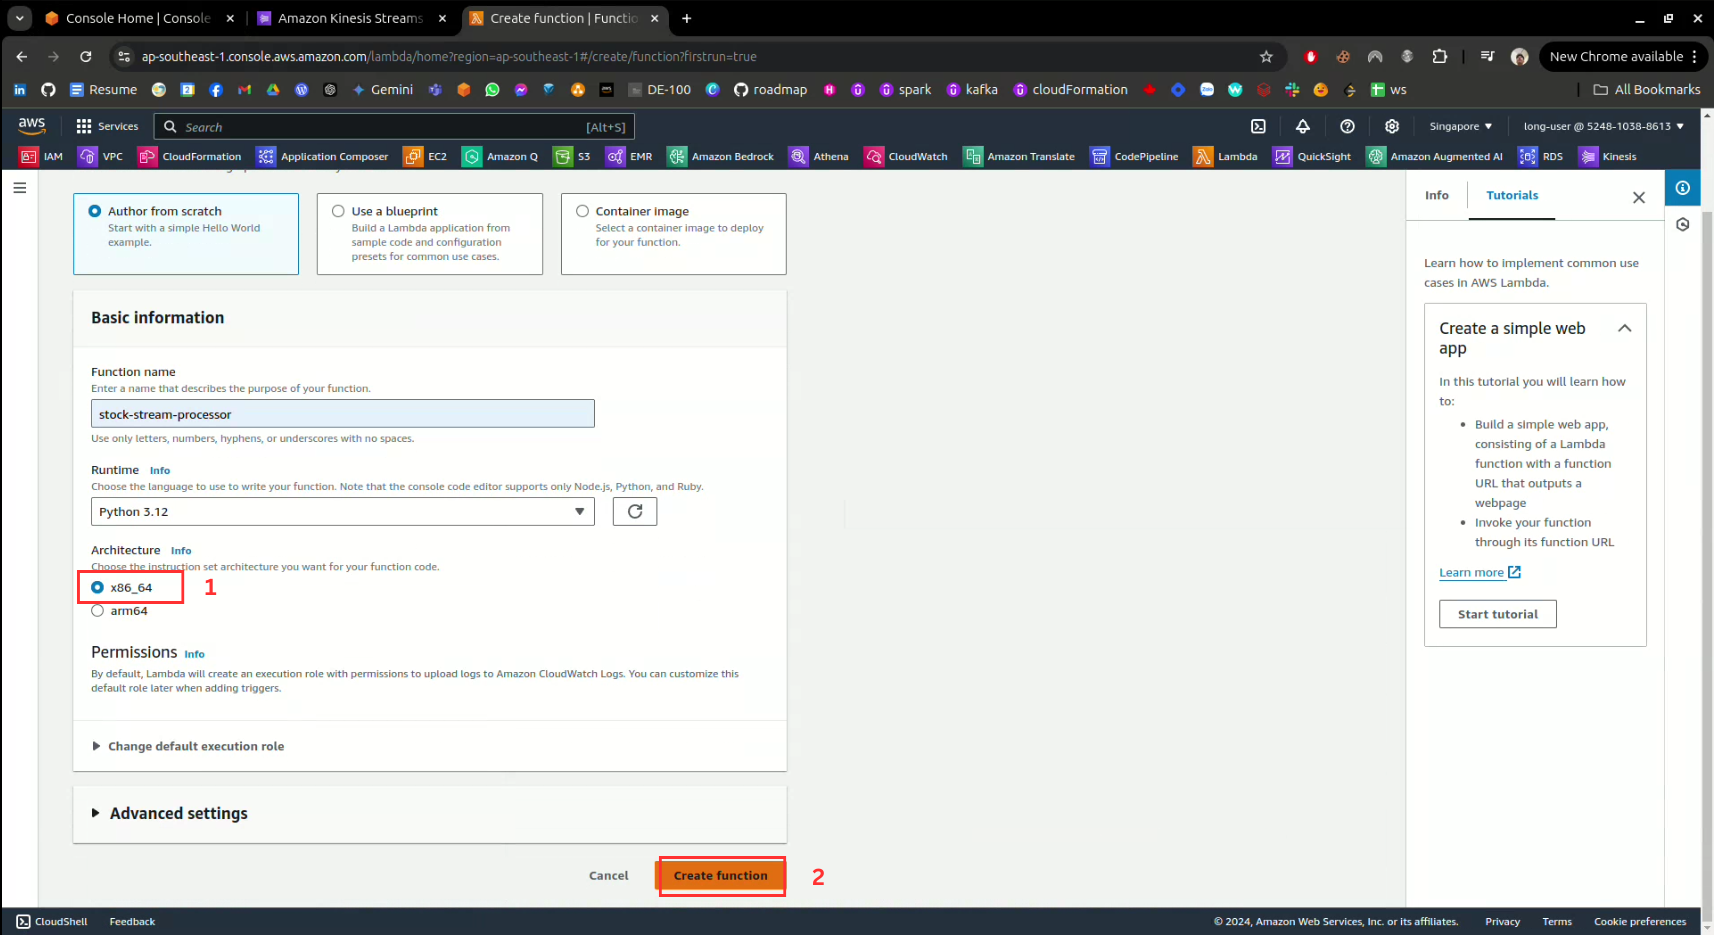 Console Home | Console
Amazon Kinesis Streams
Create function | Functio
ap-southeast-1.console.aws.amazon.com/lambda/home?region=ap-southeast-1#/create/function?firstrun=true
New Chrome available
Resume
Gemini
DE-100
roadmap
spark
kafka
cloudFormation
ws
All Bookmarks
aws
Services
Search
[Alt+S]
Singapore
long-user @ 5248-1038-8613
IAM
VPC
CloudFormation
Application Composer
EC2
Amazon Q
S3
EMR
Amazon Bedrock
Athena
CloudWatch
Amazon Translate
CodePipeline
Lambda
QuickSight
Amazon Augmented AI
RDS
Kinesis
Author from scratch
Start with a simple Hello World
example.
Use a blueprint
Build a Lambda application from
sample code and configuration
presets for common use cases.
Container image
Select a container image to deploy
for your function.
Basic information
Function name
Enter a name that describes the purpose of your function.
stock-stream-processor
Use only letters, numbers, hyphens, or underscores with no spaces.
Runtime Info
Choose the language to use to write your function. Note that the console code editor supports only Node.js, Python, and Ruby.
Python 3.12
Architecture Info
Choose the instruction set architecture you want for your function code.
x86_64
1
arm64
Permissions Info
By default, Lambda will create an execution role with permissions to upload logs to Amazon CloudWatch Logs. You can customize this
default role later when adding triggers.
Change default execution role
Advanced settings
Cancel
Create function
2
Info
Tutorials
Learn how to implement common use
cases in AWS Lambda.
Create a simple web
app
In this tutorial you will learn how
to:
• Build a simple web app,
consisting of a Lambda
function with a function
URL that outputs a
webpage
• Invoke your function
through its function URL
Learn more
Start tutorial
CloudShell
Feedback
© 2024, Amazon Web Services, Inc. or its affiliates.
Privacy
Terms
Cookie preferences